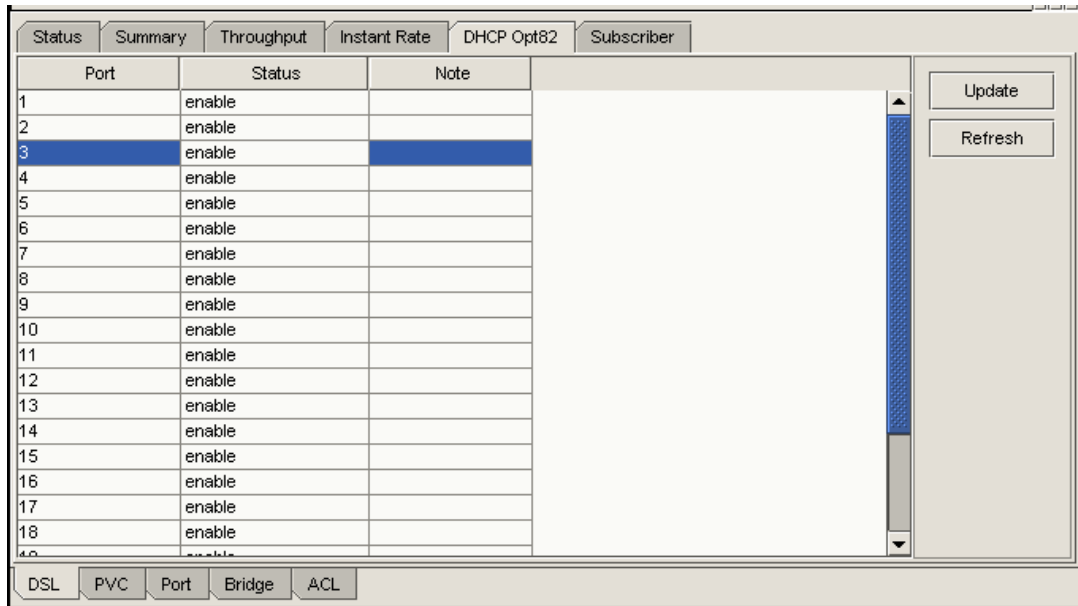 Status Summary Throughput Instant Rate DHCP Opt82 Subscriber
Port Status Note
Update
Refresh
1 enable
2 enable
3 enable
4 enable
5 enable
6 enable
7 enable
8 enable
9 enable
10 enable
11 enable
12 enable
13 enable
14 enable
15 enable
16 enable
17 enable
18 enable
DSL PVC Port Bridge ACL